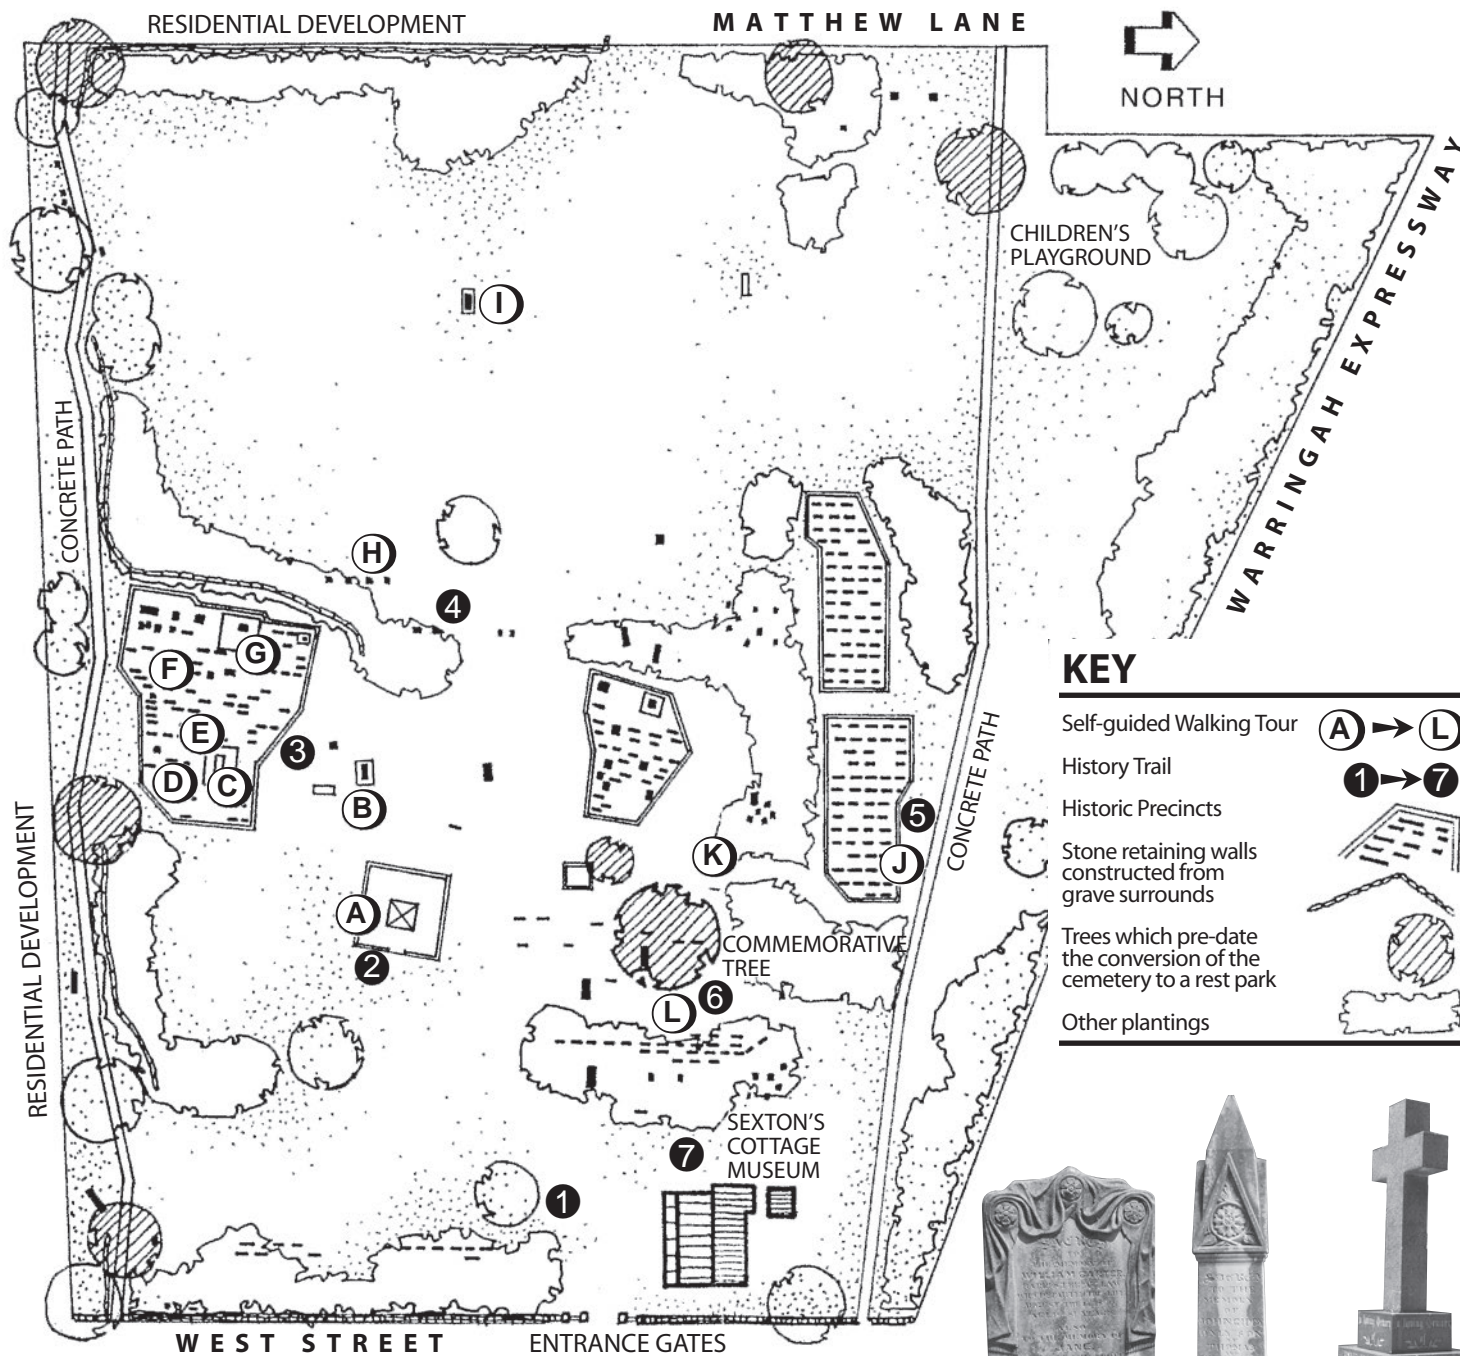 RESIDENTIAL DEVELOPMENT
MATTHEW LANE
NORTH
CHILDREN'S
PLAYGROUND
WARRINGAH EXPRESSWAY
I
CONCRETE PATH
H
4
G
F
E
3
D
C
B
A
2
K
5
J
CONCRETE PATH
COMMEMORATIVE
TREE
6
L
RESIDENTIAL DEVELOPMENT
SEXTON'S
COTTAGE
MUSEUM
7
1
WEST STREET
ENTRANCE GATES
KEY
Self-guided Walking Tour A L
History Trail 1 7
Historic Precincts
Stone retaining walls
constructed from
grave surrounds
Trees which pre-date
the conversion of the
cemetery to a rest park
Other plantings